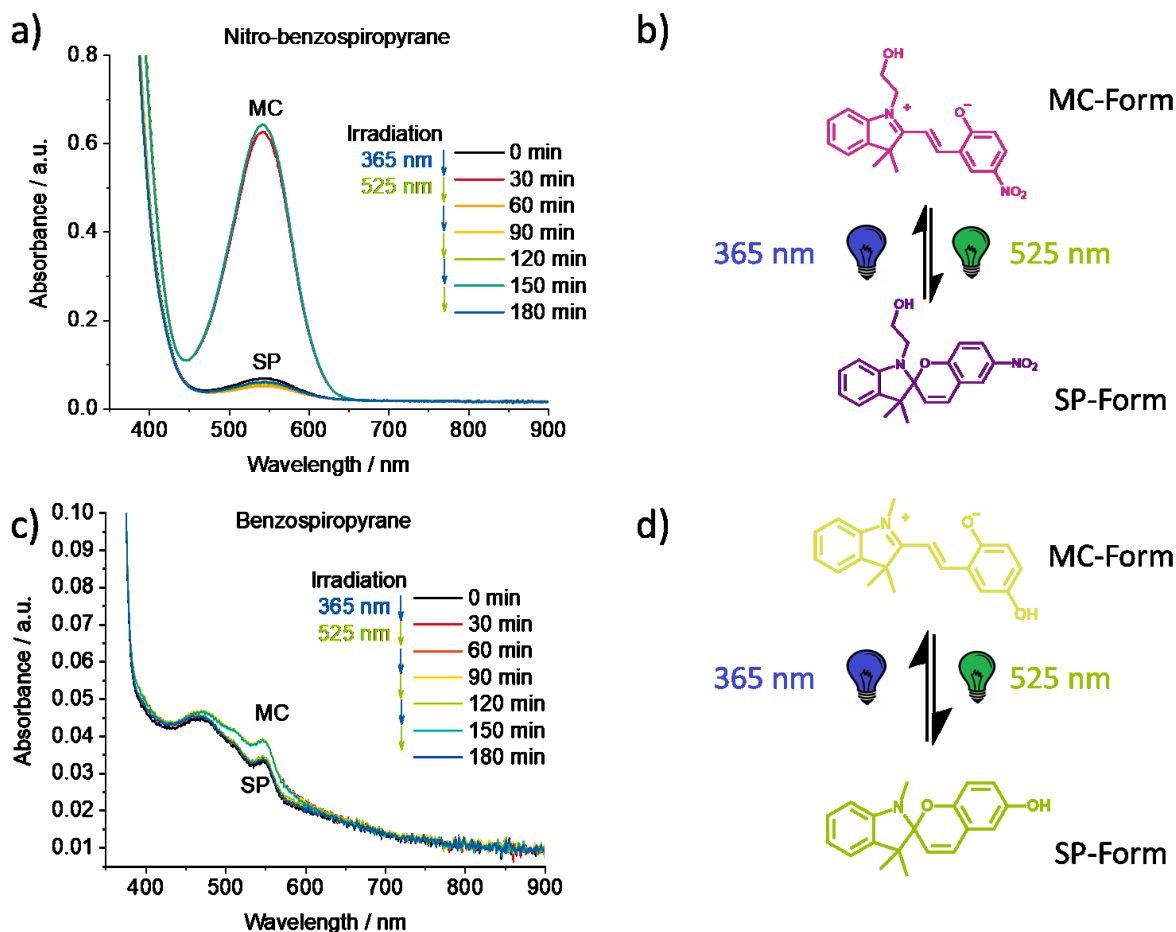 a)
Nitro-benzospiropyrane
0.8
0.6
0.4
0.2
0.0
Absorbance / a.u.
MC
SP
Irradiation
365 nm
525 nm
0 min
30 min
60 min
90 min
120 min
150 min
180 min
400 500 600 700 800 900
Wavelength / nm
b)
OH
N
+
O−
NO2
MC-Form
365 nm
525 nm
OH
N
O
NO2
SP-Form
c)
Benzospiropyrane
0.10
0.09
0.08
0.07
0.06
0.05
0.04
0.03
0.02
0.01
Absorbance / a.u.
MC
SP
Irradiation
365 nm
525 nm
0 min
30 min
60 min
90 min
120 min
150 min
180 min
400 500 600 700 800 900
Wavelength / nm
d)
N
+
O−
OH
MC-Form
365 nm
525 nm
N
O
OH
SP-Form